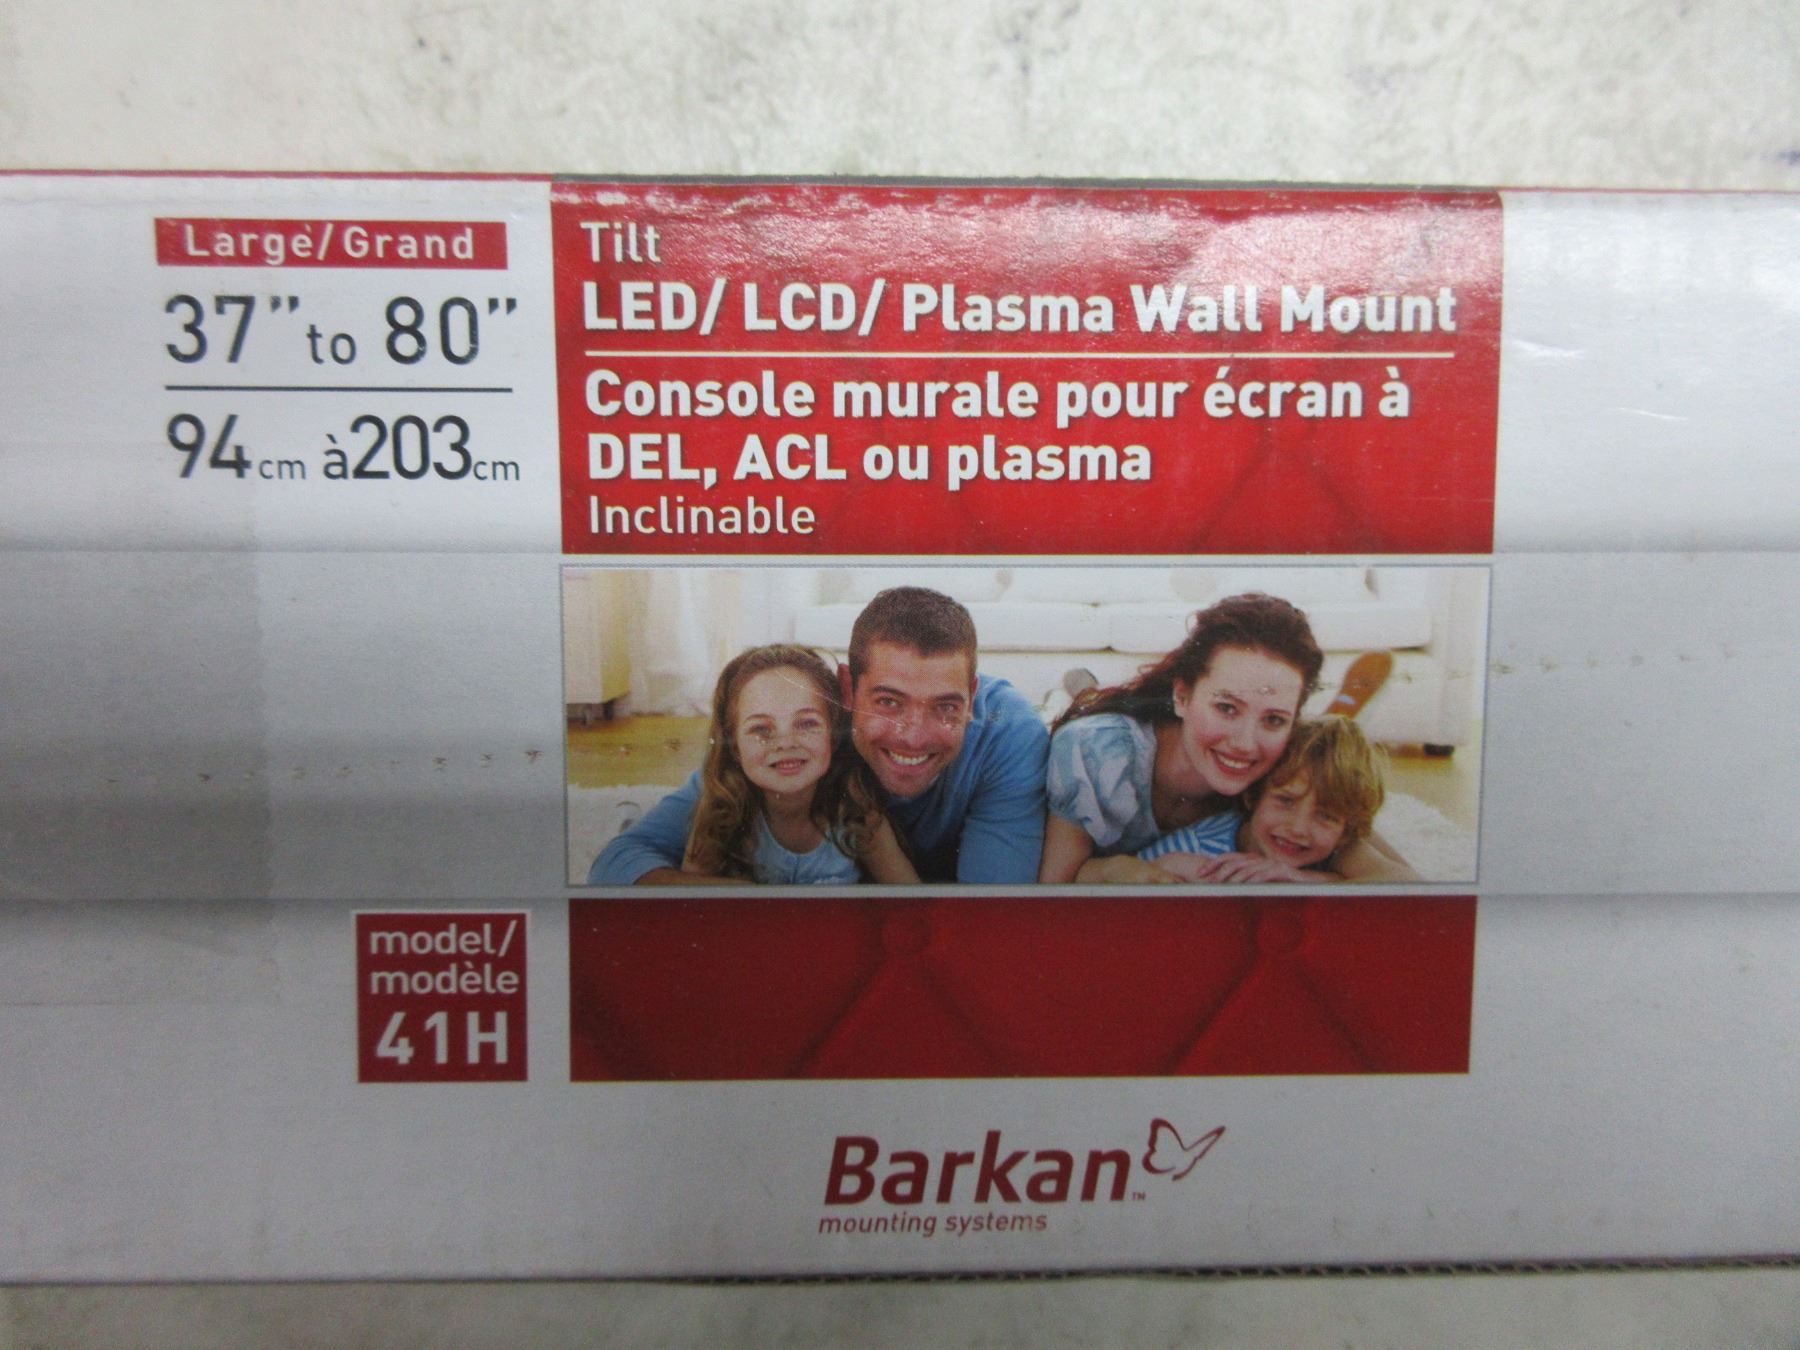 Large/Grand
37” to 80”
94cm à203cm
Tilt
LED/ LCD/ Plasma Wall Mount
Console murale pour écran à
DEL, ACL ou plasma
Inclinable
model/
modèle
41H
Barkan™
mounting systems